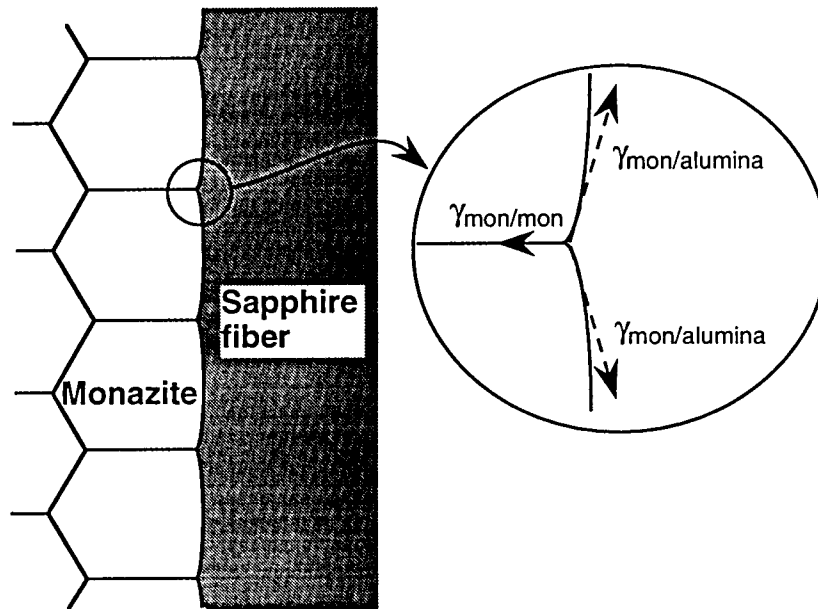 γmon/alumina
γmon/mon
Sapphire
fiber
γmon/alumina
Monazite